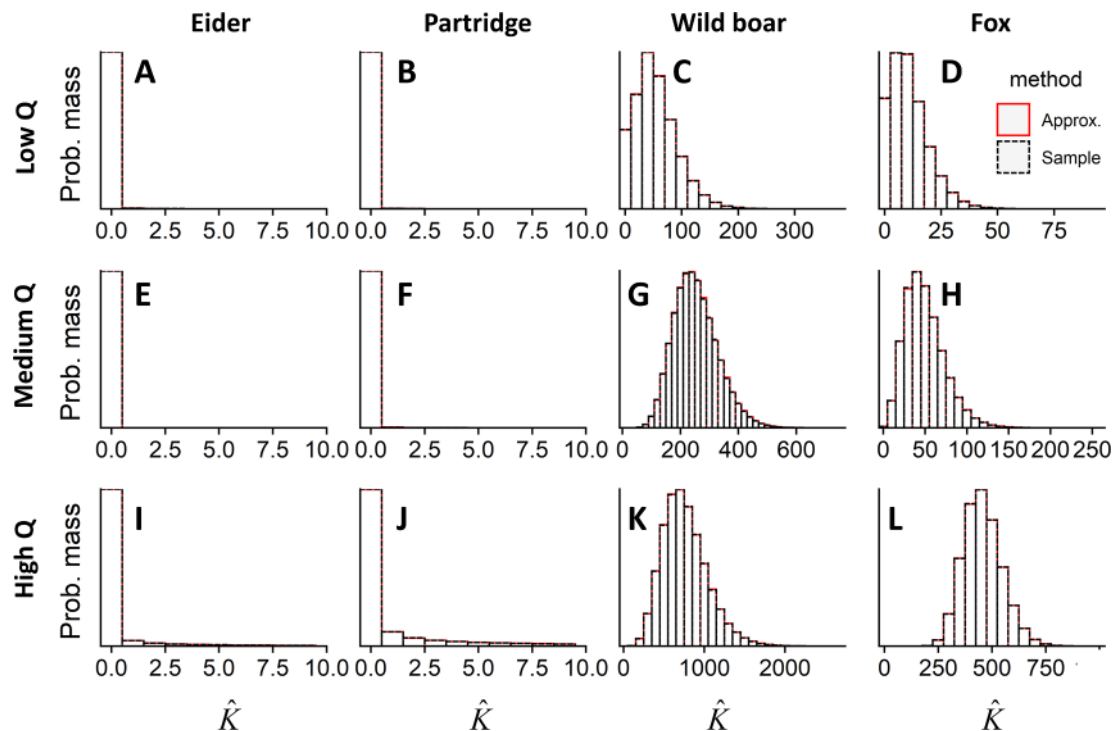 Eider Partridge Wild boar Fox
Low Q
Prob. mass
A B C D
method
Approx.
Sample
0.0 2.5 5.0 7.5 10.0 0.0 2.5 5.0 7.5 10.0 0 100 200 300 0 25 50 75
Medium Q
Prob. mass
E F G H
0.0 2.5 5.0 7.5 10.0 0.0 2.5 5.0 7.5 10.0 0 200 400 600 0 50 100 150 200 250
High Q
Prob. mass
I J K L
0.0 2.5 5.0 7.5 10.0 0.0 2.5 5.0 7.5 10.0 0 1000 2000 0 250 500 750
K̂ K̂ K̂ K̂